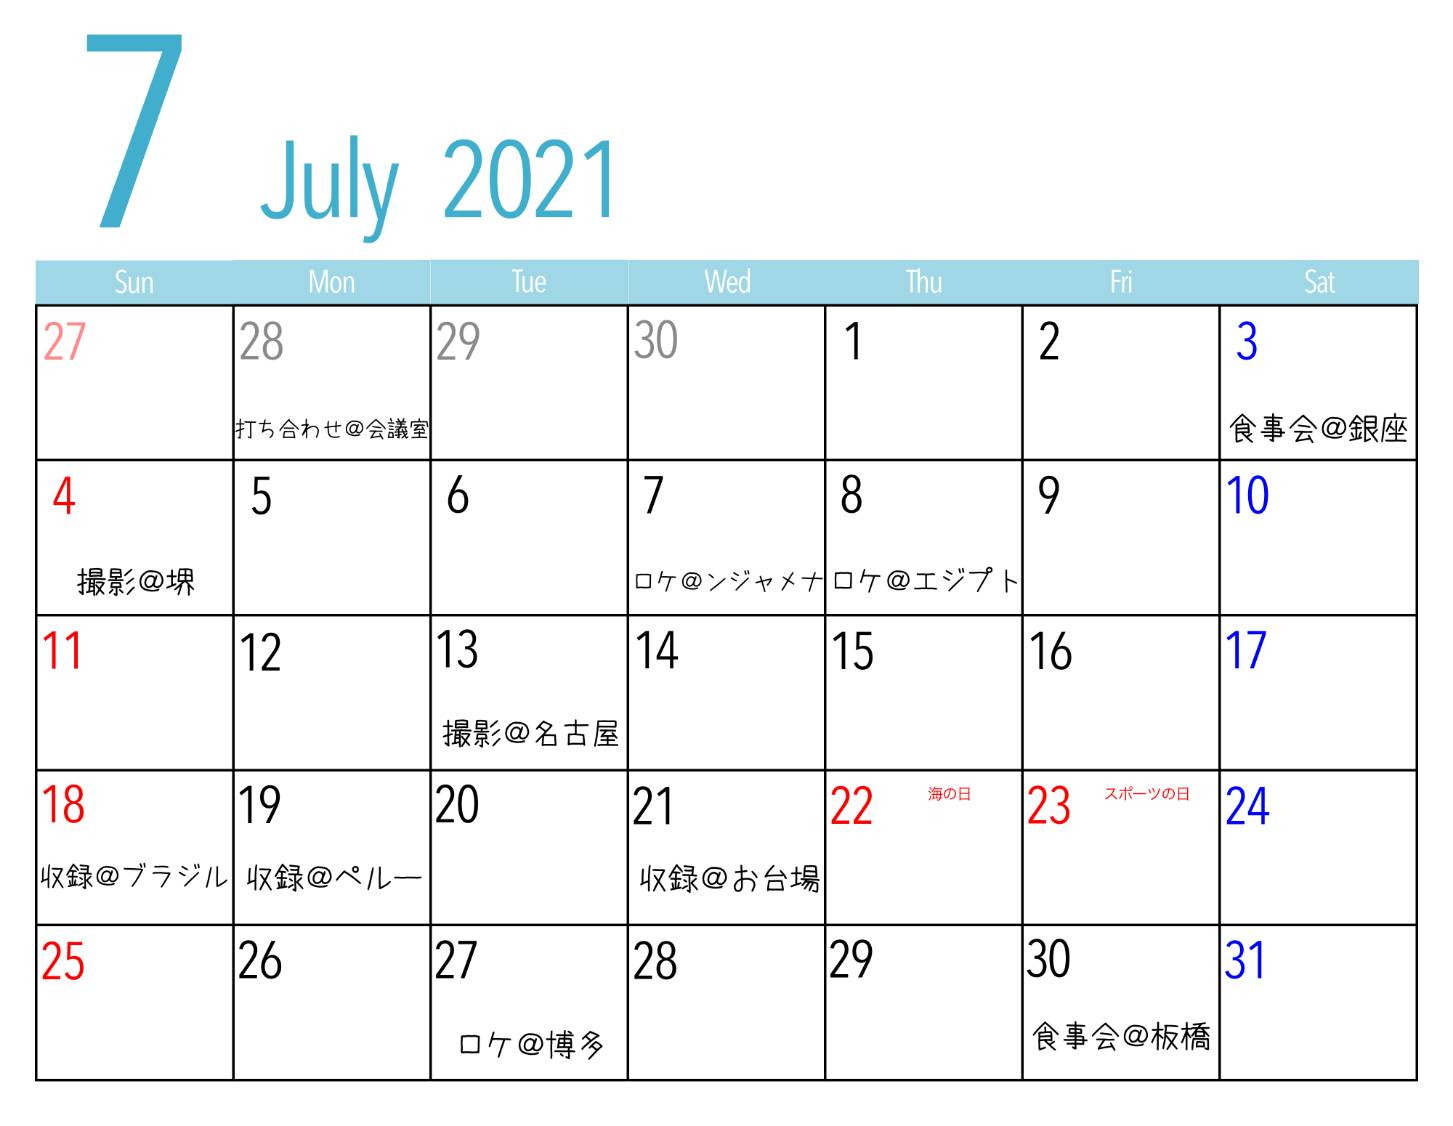 7
July 2021
Sun Mon Tue Wed Thu Fri Sat
27 28 29 30 1 2 3
打ち合わせ@会議室 食事会@銀座
4 5 6 7 8 9 10
撮影@堺 ロケ@ンジャメナ ロケ@エジプト
11 12 13 14 15 16 17
撮影@名古屋
18 19 20 21 22 海の日 23 スポーツの日 24
収録@ブラジル 収録@ペルー 収録@お台場
25 26 27 28 29 30 31
ロケ@博多 食事会@板橋